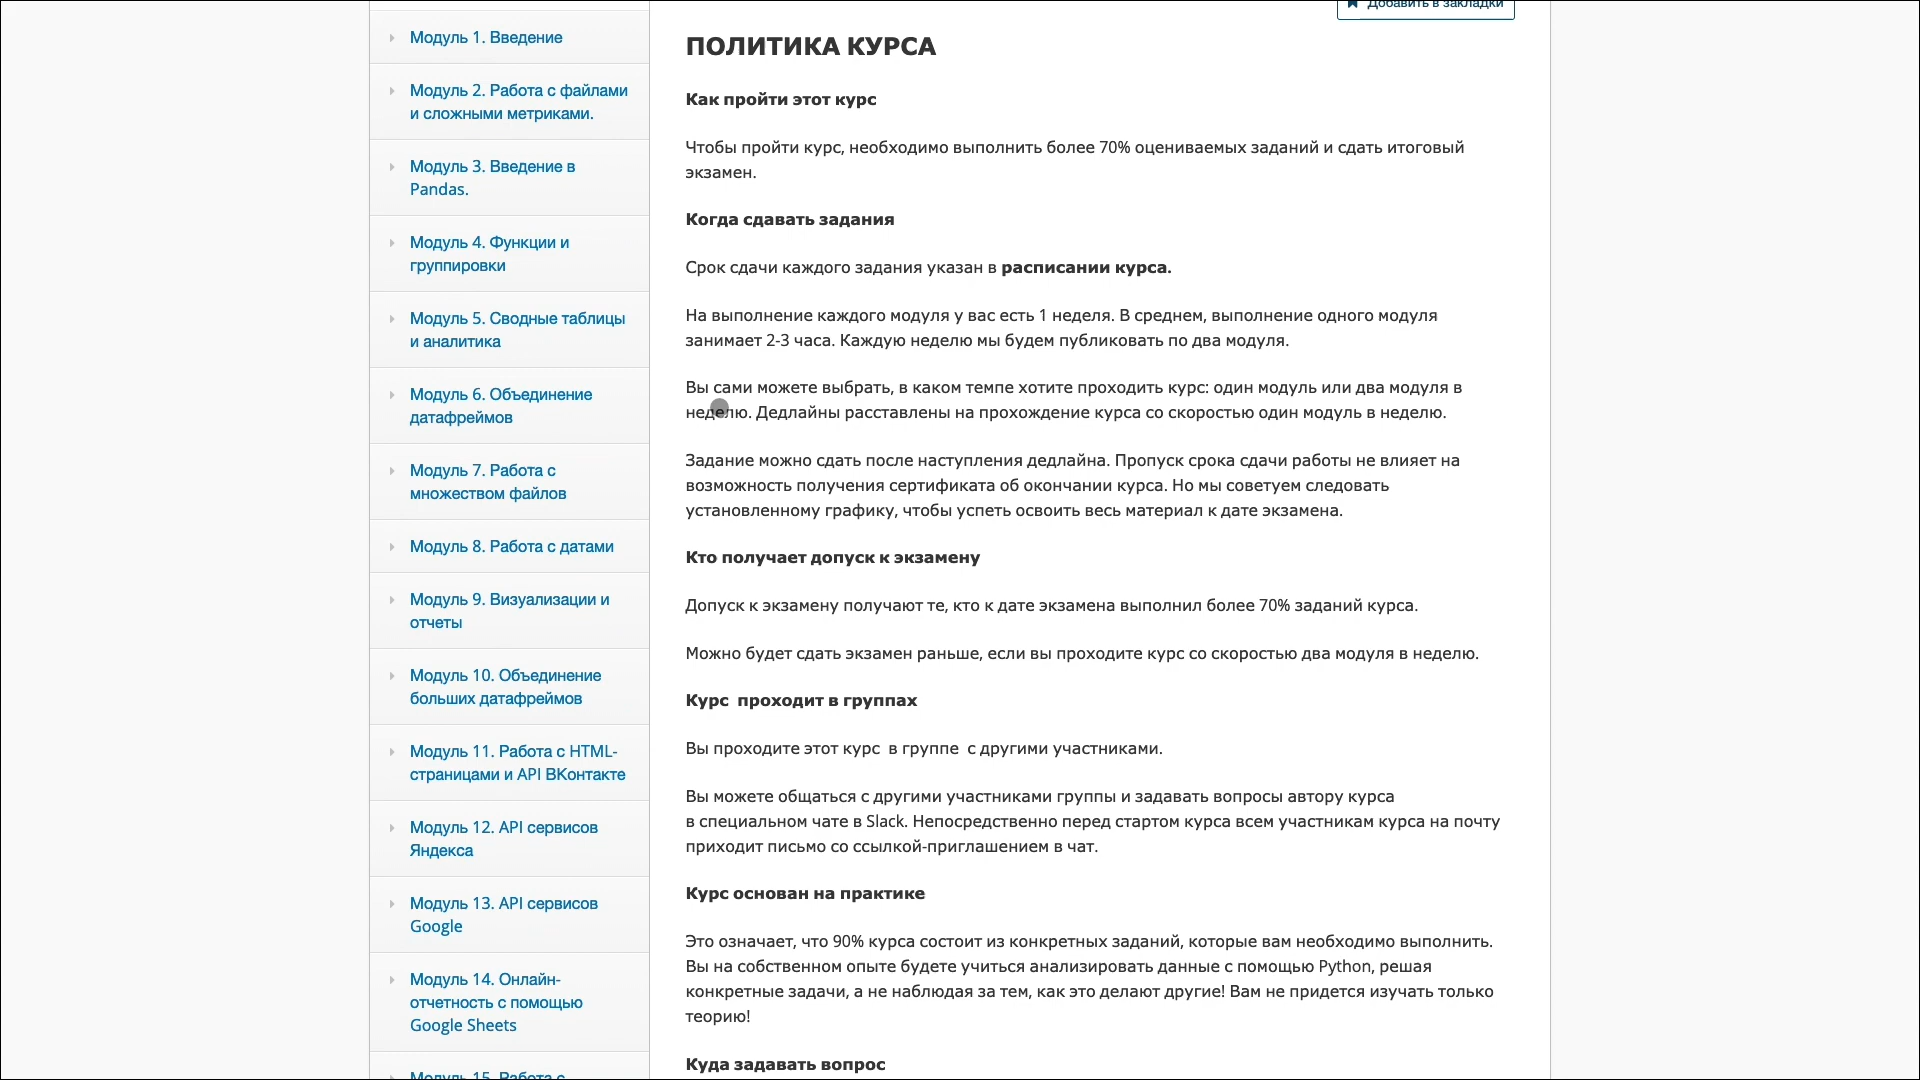 Модуль 1. Введение
Модуль 2. Работа с файлами
и сложными метриками.
Модуль 3. Введение в
Pandas.
Модуль 4. Функции и
группировки
Модуль 5. Сводные таблицы
и аналитика
Модуль 6. Объединение
датафреймов
Модуль 7. Работа с
множеством файлов
Модуль 8. Работа с датами
Модуль 9. Визуализации и
отчеты
Модуль 10. Объединение
больших датафреймов
Модуль 11. Работа с HTML-
страницами и API ВКонтакте
Модуль 12. API сервисов
Яндекса
Модуль 13. API сервисов
Google
Модуль 14. Онлайн-
отчетность с помощью
Google Sheets
Модуль 15. Работа с
Добавить в закладки
ПОЛИТИКА КУРСА
Как пройти этот курс
Чтобы пройти курс, необходимо выполнить более 70% оцениваемых заданий и сдать итоговый
экзамен.
Когда сдавать задания
Срок сдачи каждого задания указан в расписании курса.
На выполнение каждого модуля у вас есть 1 неделя. В среднем, выполнение одного модуля
занимает 2-3 часа. Каждую неделю мы будем публиковать по два модуля.
Вы сами можете выбрать, в каком темпе хотите проходить курс: один модуль или два модуля в
неделю. Дедлайны расставлены на прохождение курса со скоростью один модуль в неделю.
Задание можно сдать после наступления дедлайна. Пропуск срока сдачи работы не влияет на
возможность получения сертификата об окончании курса. Но мы советуем следовать
установленному графику, чтобы успеть освоить весь материал к дате экзамена.
Кто получает допуск к экзамену
Допуск к экзамену получают те, кто к дате экзамена выполнил более 70% заданий курса.
Можно будет сдать экзамен раньше, если вы проходите курс со скоростью два модуля в неделю.
Курс проходит в группах
Вы проходите этот курс в группе с другими участниками.
Вы можете общаться с другими участниками группы и задавать вопросы автору курса
в специальном чате в Slack. Непосредственно перед стартом курса всем участникам курса на почту
приходит письмо со ссылкой-приглашением в чат.
Курс основан на практике
Это означает, что 90% курса состоит из конкретных заданий, которые вам необходимо выполнить.
Вы на собственном опыте будете учиться анализировать данные с помощью Python, решая
конкретные задачи, а не наблюдая за тем, как это делают другие! Вам не придется изучать только
теорию!
Куда задавать вопрос